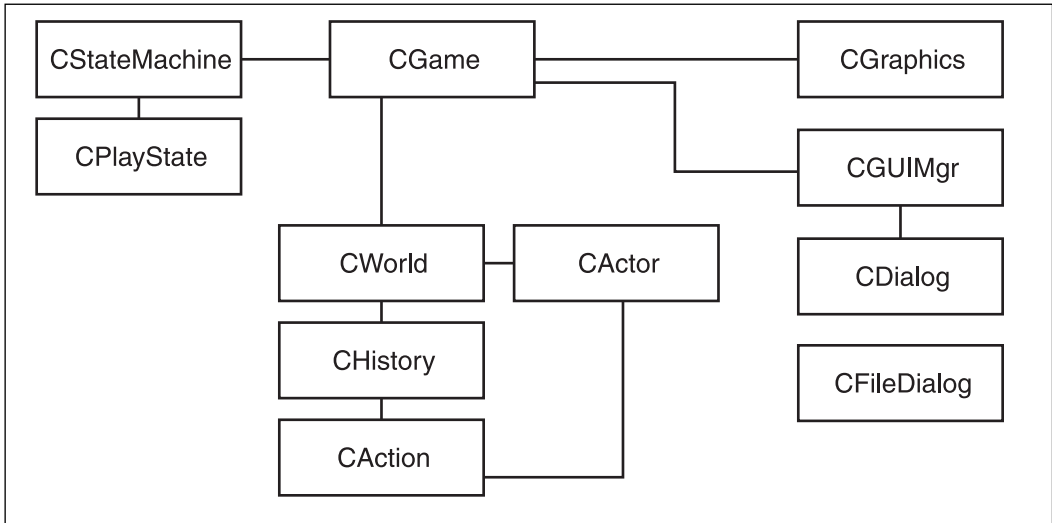 CStateMachine
CGame
CGraphics
CPlayState
CGUIMgr
CWorld
CActor
CDialog
CHistory
CFileDialog
CAction